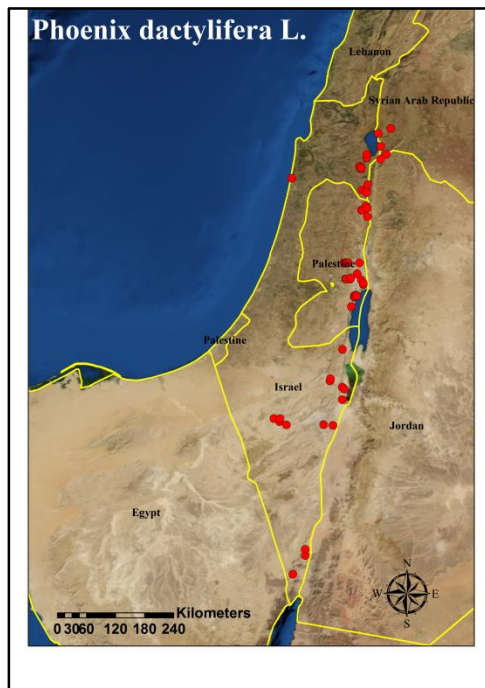 Phoenix dactylifera L.
Lebanon
Syrian Arab Republic
Palestine
Palestine
Israel
Jordan
Egypt
N
W E
S
Kilometers
0 30 60 120 180 240